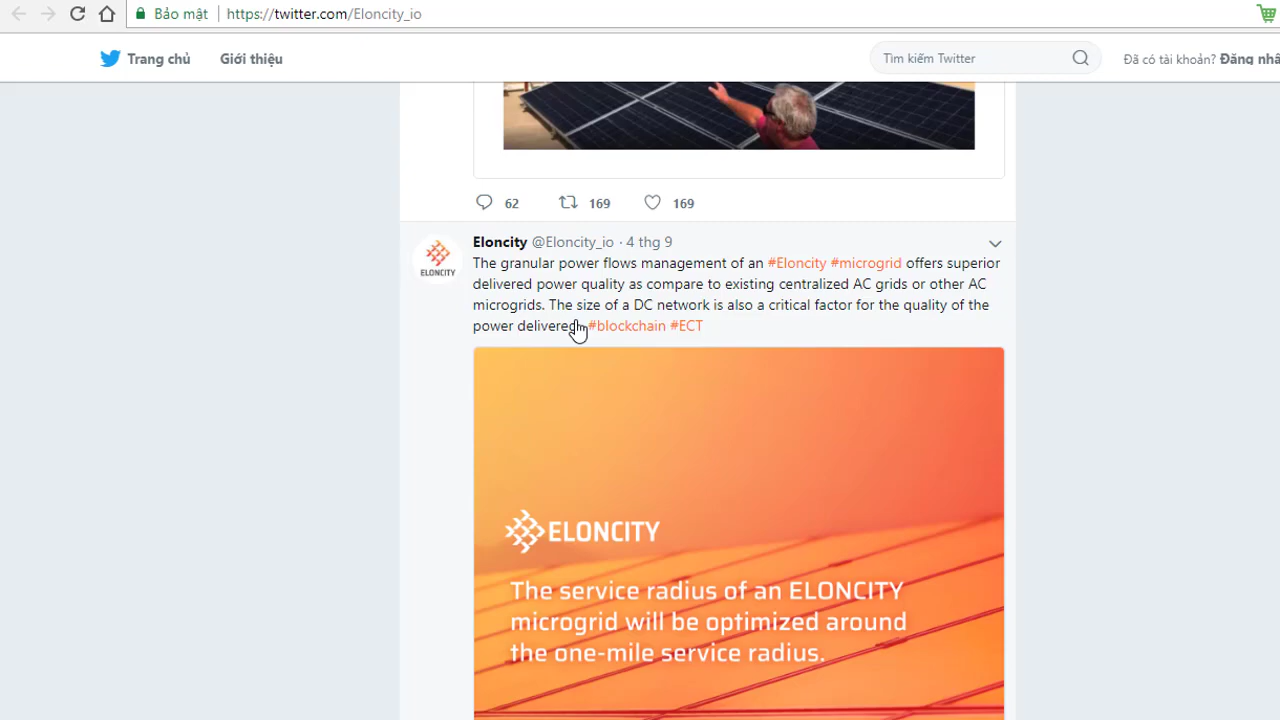 Bảo mật https://twitter.com/Eloncity_io
Trang chủ Giới thiệu Tìm kiếm Twitter Đã có tài khoản? Đăng nhâ
62 169 169
Eloncity @Eloncity_io · 4 thg 9
The granular power flows management of an #Eloncity #microgrid offers superior
delivered power quality as compare to existing centralized AC grids or other AC
microgrids. The size of a DC network is also a critical factor for the quality of the
power delivered #blockchain #ECT
ELONCITY
ELONCITY
The service radius of an ELONCITY
microgrid will be optimized around
the one-mile service radius.